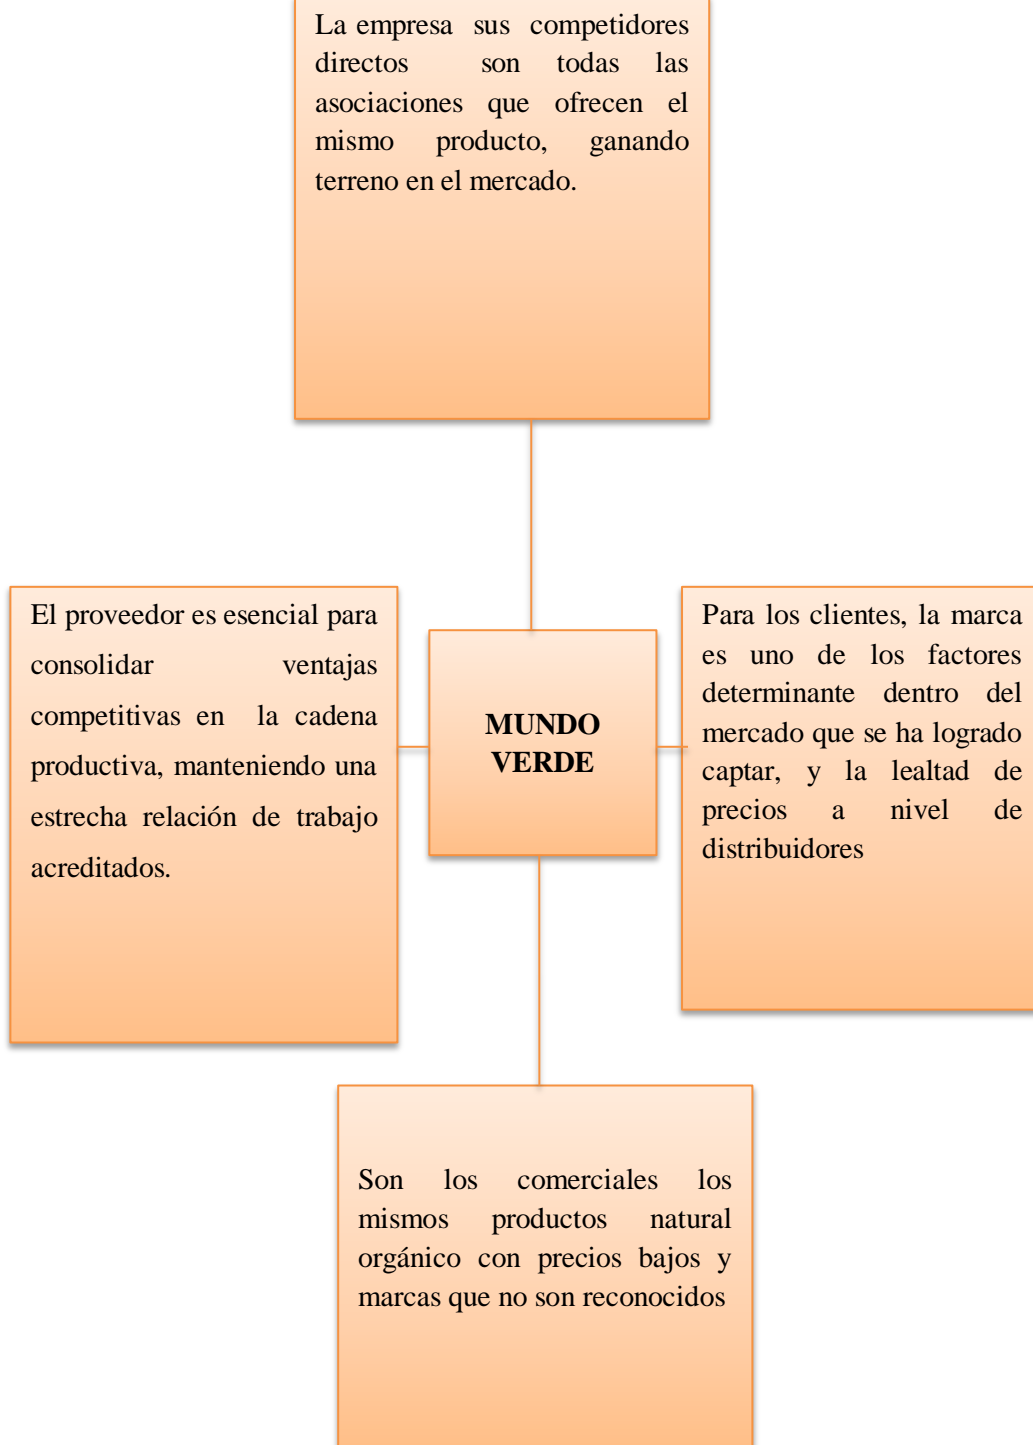 La empresa sus competidores
directos son todas las
asociaciones que ofrecen el
mismo producto, ganando
terreno en el mercado.
El proveedor es esencial para
consolidar ventajas
competitivas en la cadena
productiva, manteniendo una
estrecha relación de trabajo
acreditados.
MUNDO
VERDE
Para los clientes, la marca
es uno de los factores
determinante dentro del
mercado que se ha logrado
captar, y la lealtad de
precios a nivel de
distribuidores
Son los comerciales los
mismos productos natural
orgánico con precios bajos y
marcas que no son reconocidos